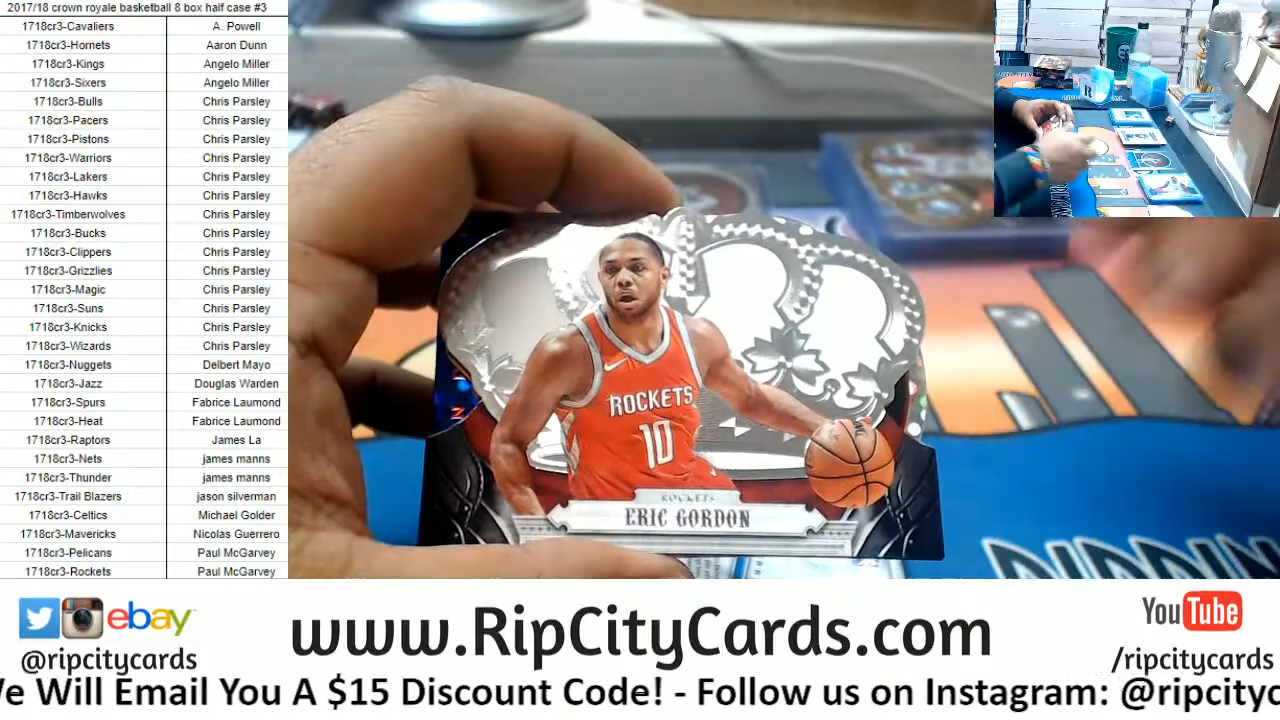 2017/18 crown royale basketball 8 box half case #3
1718cr3-Cavaliers A. Powell
1718cr3-Hornets Aaron Dunn
1718cr3-Kings Angelo Miller
1718cr3-Sixers Angelo Miller
1718cr3-Bulls Chris Parsley
1718cr3-Pacers Chris Parsley
1718cr3-Pistons Chris Parsley
1718cr3-Warriors Chris Parsley
1718cr3-Lakers Chris Parsley
1718cr3-Hawks Chris Parsley
1718cr3-Timberwolves Chris Parsley
1718cr3-Bucks Chris Parsley
1718cr3-Clippers Chris Parsley
1718cr3-Grizzlies Chris Parsley
1718cr3-Magic Chris Parsley
1718cr3-Suns Chris Parsley
1718cr3-Knicks Chris Parsley
1718cr3-Wizards Chris Parsley
1718cr3-Nuggets Delbert Mayo
1718cr3-Jazz Douglas Warden
1718cr3-Spurs Fabrice Laumond
1718cr3-Heat Fabrice Laumond
1718cr3-Raptors James La
1718cr3-Nets james manns
1718cr3-Thunder james manns
1718cr3-Trail Blazers jason silverman
1718cr3-Celtics Michael Golder
1718cr3-Mavericks Nicolas Guerrero
1718cr3-Pelicans Paul McGarvey
1718cr3-Rockets Paul McGarvey
ROCKETS
10
ROCKETS
ERIC GORDON
ebay
@ripcitycards
www.RipCityCards.com
YouTube
/ripcitycards
We Will Email You A $15 Discount Code! - Follow us on Instagram: @ripcityc